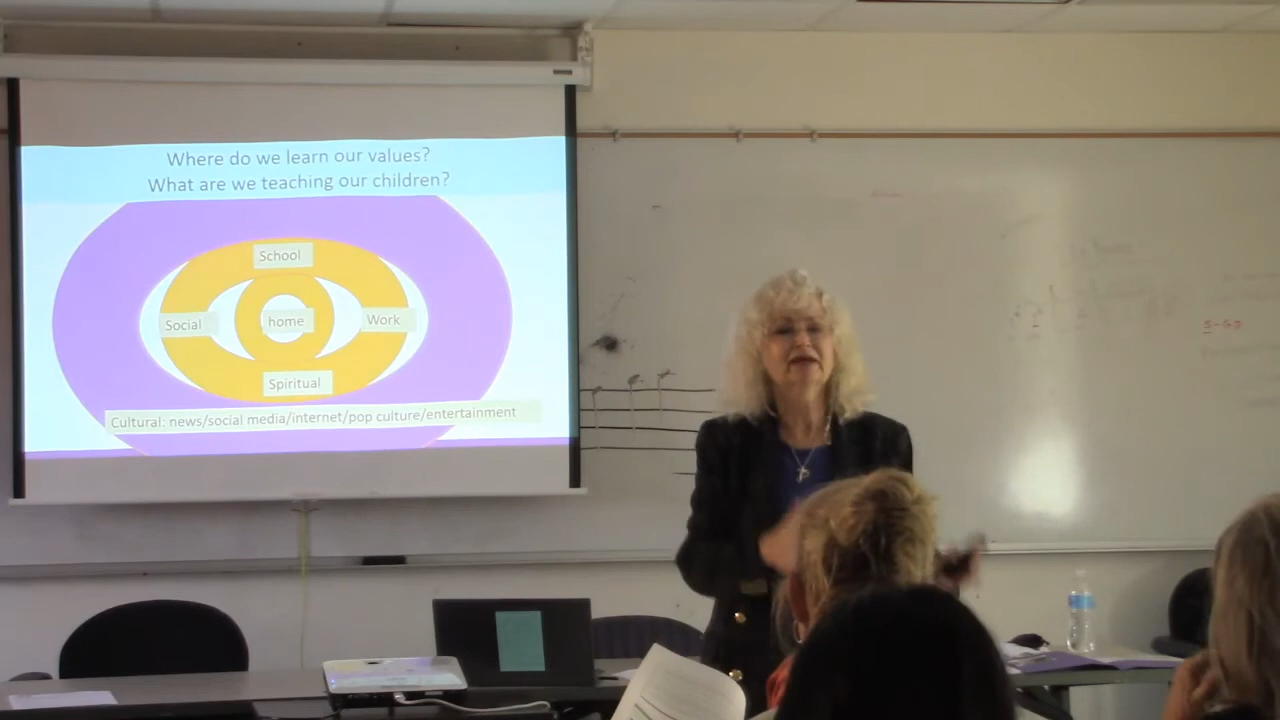 Where do we learn our values?
What are we teaching our children?
School
Social
home
Work
Spiritual
Cultural: news/social media/internet/pop culture/entertainment